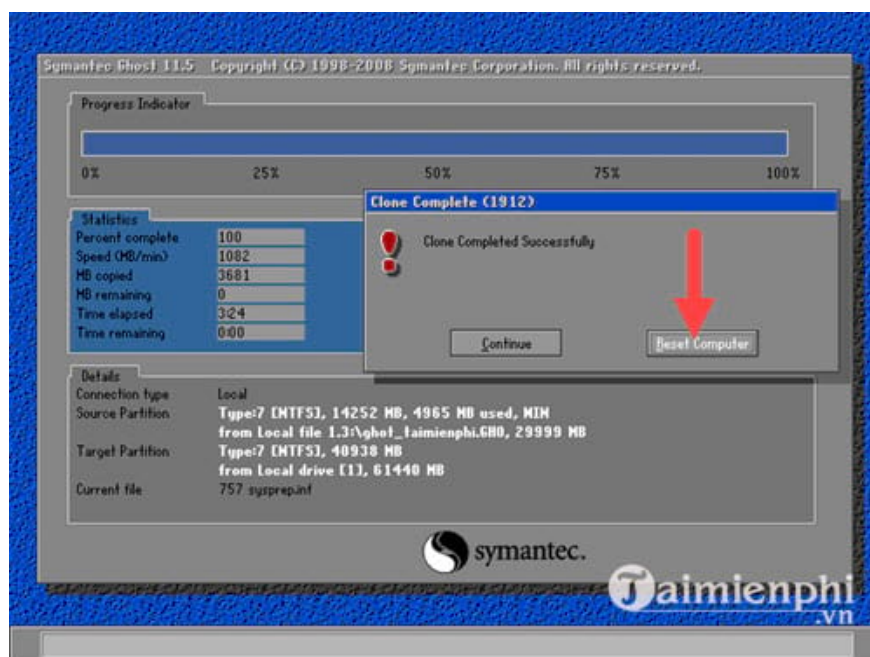 Symantec Ghost 11.5 Copyright (C) 1998-2008 Symantec Corporation. All rights reserved.
Progress Indicator
0% 25% 50% 75% 100%
Clone Complete (1912)
Clone Completed Successfully
Continue Reset Computer
Statistics
Percent complete 100
Speed (MB/min) 1082
MB copied 3681
MB remaining 0
Time elapsed 3:24
Time remaining 0:00
Details
Connection type Local
Source Partition Type:7 [NTFS], 14252 MB, 4965 MB used, MIN
from Local file 1.3:\ghot_taimienphi.GHO, 29999 MB
Target Partition Type:7 [NTFS], 40938 MB
from Local drive [1], 61440 MB
Current file 757 sysprep.inf
symantec.
Taimienphi
.vn